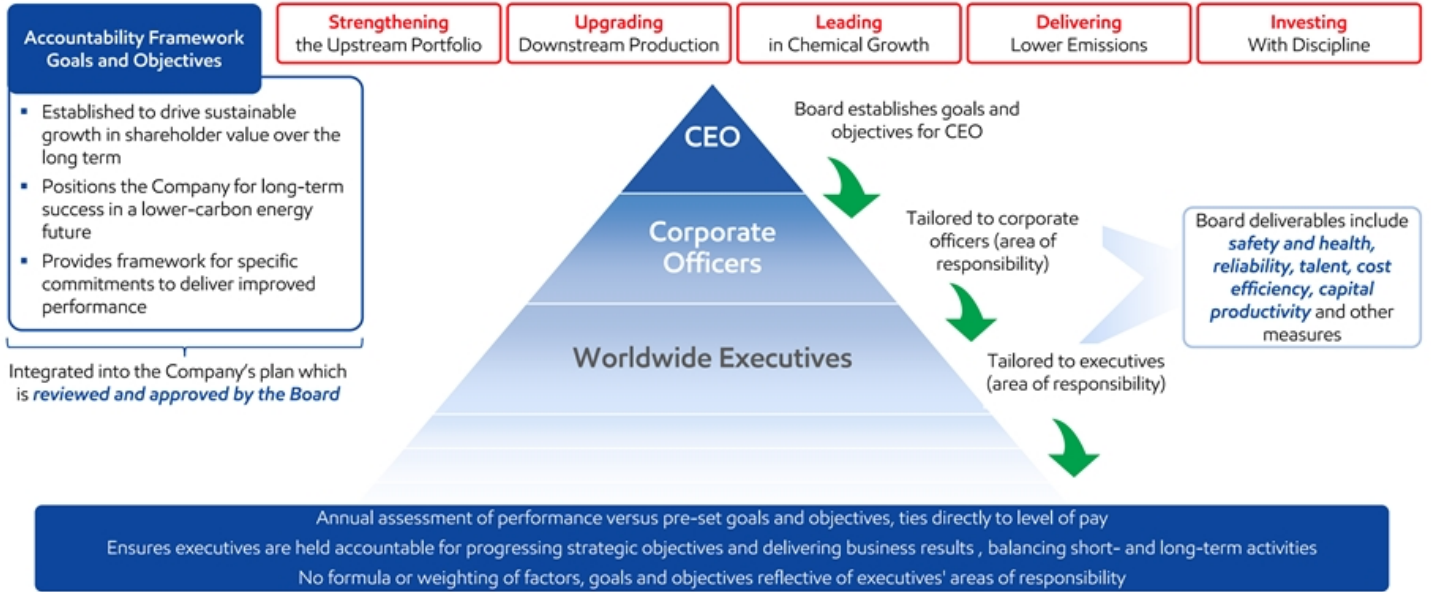 Accountability Framework
Goals and Objectives
Strengthening
the Upstream Portfolio
Upgrading
Downstream Production
Leading
in Chemical Growth
Delivering
Lower Emissions
Investing
With Discipline
▪ Established to drive sustainable
growth in shareholder value over the
long term
▪ Positions the Company for long-term
success in a lower-carbon energy
future
▪ Provides framework for specific
commitments to deliver improved
performance
Integrated into the Company's plan which
is reviewed and approved by the Board
CEO
Corporate
Officers
Worldwide Executives
Board establishes goals and
objectives for CEO
Tailored to corporate
officers (area of
responsibility)
Tailored to executives
(area of responsibility)
Board deliverables include
safety and health,
reliability, talent, cost
efficiency, capital
productivity and other
measures
Annual assessment of performance versus pre-set goals and objectives, ties directly to level of pay
Ensures executives are held accountable for progressing strategic objectives and delivering business results , balancing short- and long-term activities
No formula or weighting of factors, goals and objectives reflective of executives' areas of responsibility